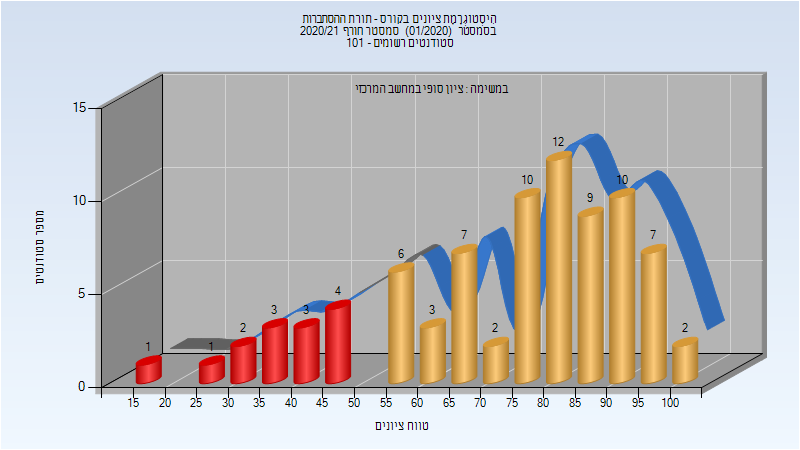 היסטוגרמת ציונים בקורס - תורת ההסתברות
בסמסטר (01/2020) סמסטר חורף 2020/21
סטודנטים רשומים - 101
במשימה : ציון סופי במחשב המרכזי
מספר סטודנטים
15
10
5
0
1
1
2
3
3
4
6
3
7
2
10
12
9
10
7
2
15 20 25 30 35 40 45 50 55 60 65 70 75 80 85 90 95 100
טווח ציונים